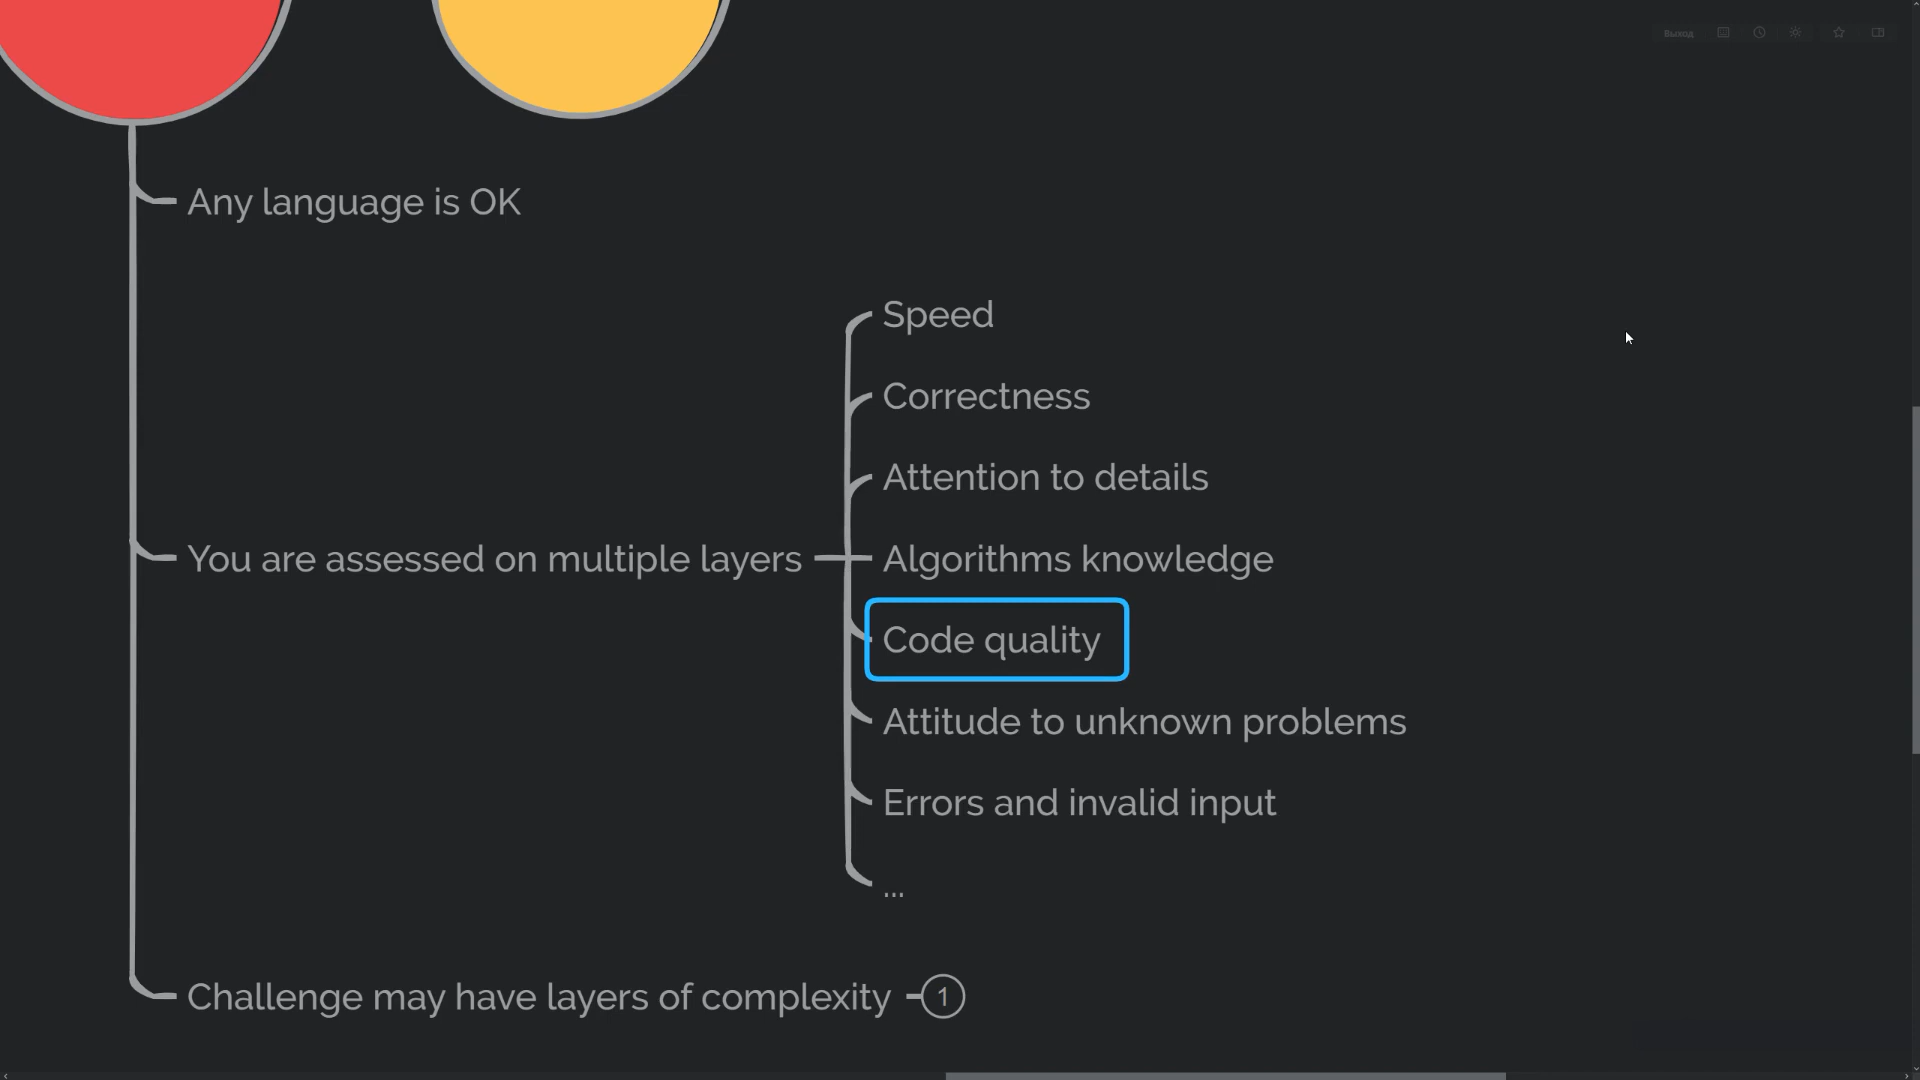 Выход
Any language is OK
Speed
Correctness
Attention to details
You are assessed on multiple layers
Algorithms knowledge
Code quality
Attitude to unknown problems
Errors and invalid input
...
Challenge may have layers of complexity
1